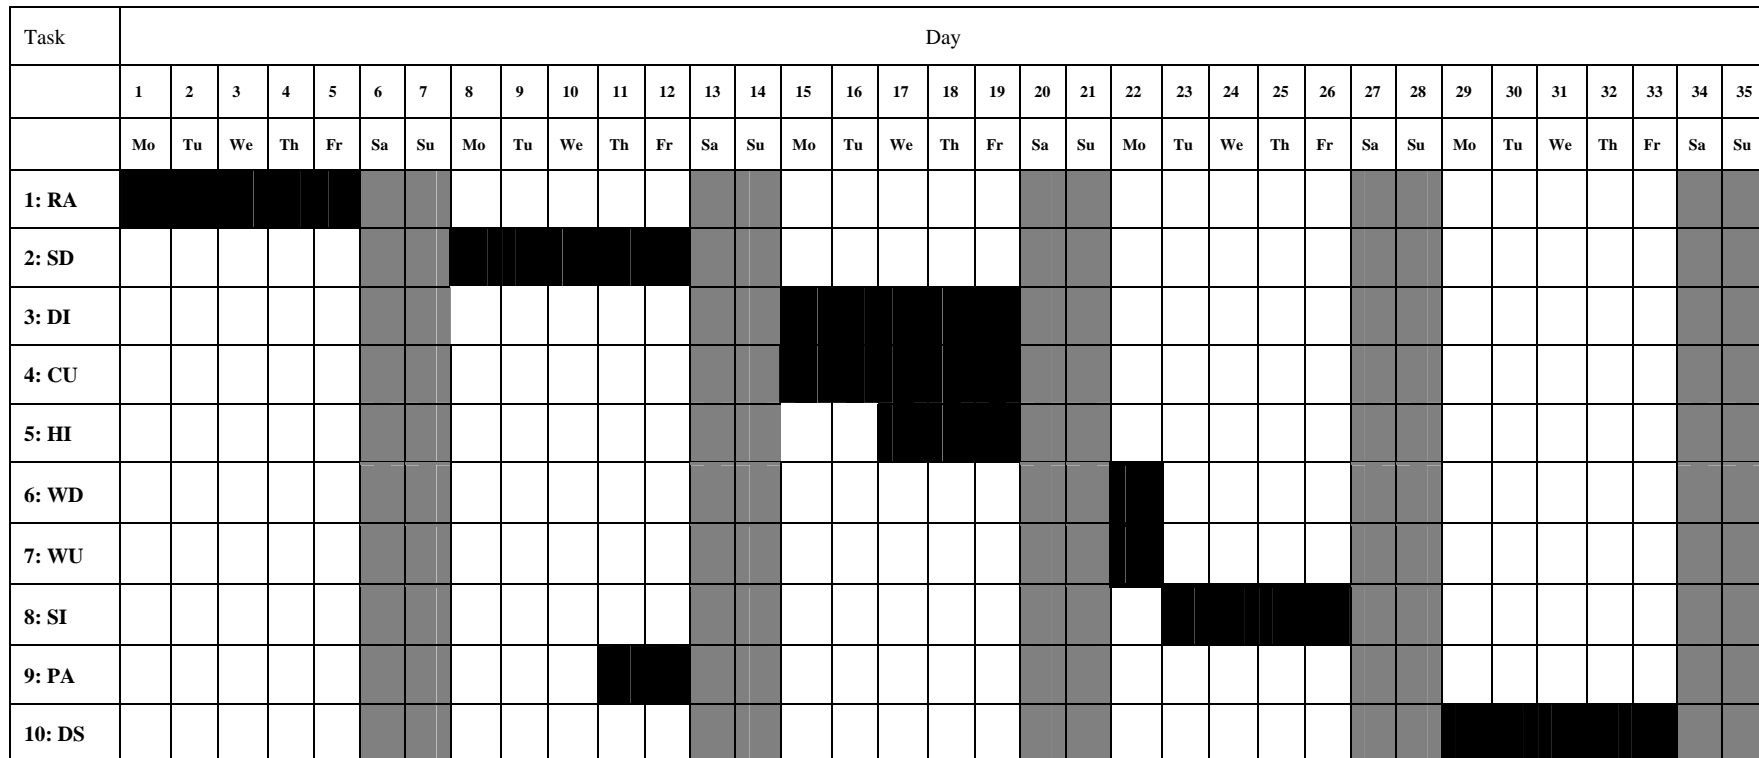 Task Day
1 2 3 4 5 6 7 8 9 10 11 12 13 14 15 16 17 18 19 20 21 22 23 24 25 26 27 28 29 30 31 32 33 34 35
Mo Tu We Th Fr Sa Su Mo Tu We Th Fr Sa Su Mo Tu We Th Fr Sa Su Mo Tu We Th Fr Sa Su Mo Tu We Th Fr Sa Su
1: RA
2: SD
3: DI
4: CU
5: HI
6: WD
7: WU
8: SI
9: PA
10: DS